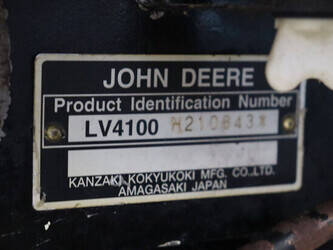 JOHN DEERE
Product Identification Number
LV4100 H210843*
KANZAKI KOKYUKOKI MFG. CO., LTD.
AMAGASAKI JAPAN